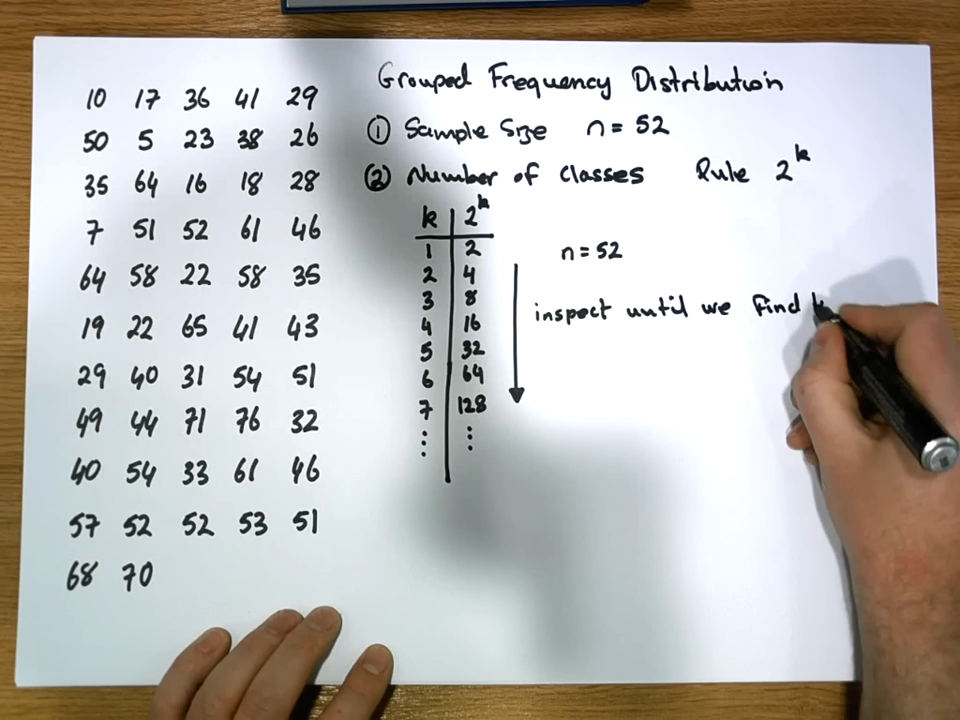 10 17 36 41 29
50 5 23 38 26
35 64 16 18 28
7 51 52 61 46
64 58 22 58 35
19 22 65 41 43
29 40 31 54 51
49 44 71 76 32
40 54 33 61 46
57 52 52 53 51
68 70
Grouped Frequency Distribution
① Sample Size n = 52
② Number of classes Rule 2^k
k 2^k
1 2
2 4
3 8
4 16
5 32
6 64
7 128
⋮ ⋮
n = 52
inspect until we find